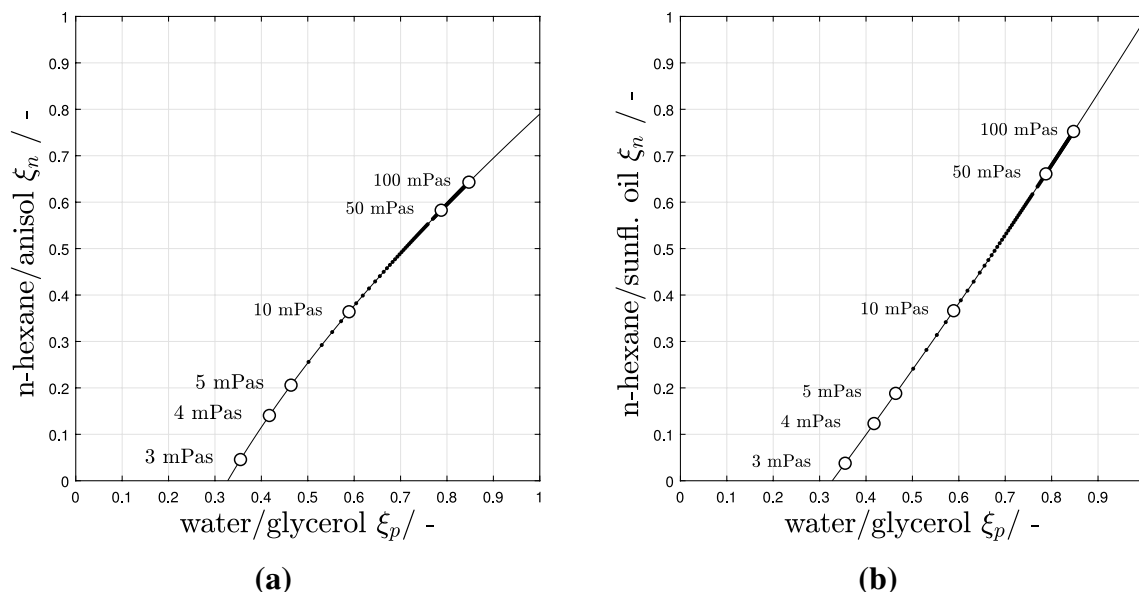 1
0.9
0.8
0.7
0.6
0.5
0.4
0.3
0.2
0.1
0
n-hexane/anisol ξn / -
100 mPas
50 mPas
10 mPas
5 mPas
4 mPas
3 mPas
0 0.1 0.2 0.3 0.4 0.5 0.6 0.7 0.8 0.9 1
water/glycerol ξp/ -
(a)
1
0.9
0.8
0.7
0.6
0.5
0.4
0.3
0.2
0.1
0
n-hexane/sunfl. oil ξn / -
100 mPas
50 mPas
10 mPas
5 mPas
4 mPas
3 mPas
0 0.1 0.2 0.3 0.4 0.5 0.6 0.7 0.8 0.9
water/glycerol ξp/ -
(b)